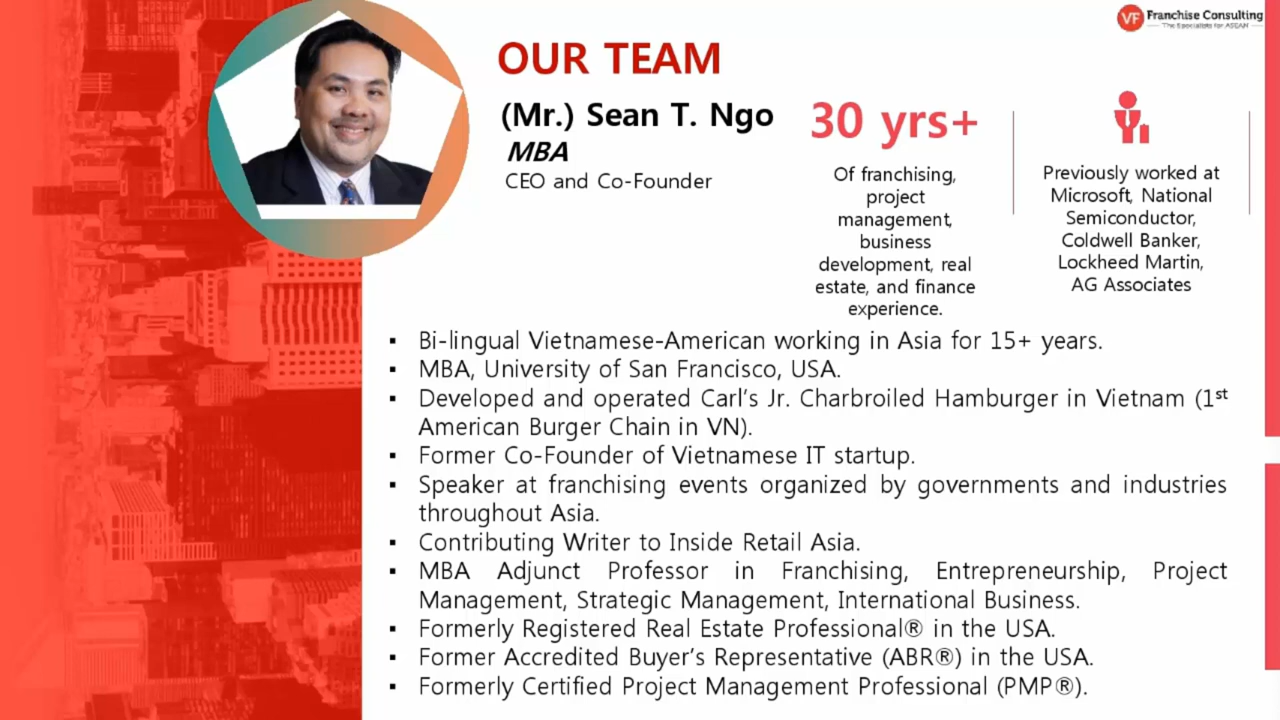 VF Franchise Consulting
The Specialists for ASEAN
OUR TEAM
(Mr.) Sean T. Ngo
MBA
CEO and Co-Founder
30 yrs+
Of franchising,
project
management,
business
development, real
estate, and finance
experience.
Previously worked at
Microsoft, National
Semiconductor,
Coldwell Banker,
Lockheed Martin,
AG Associates
▪ Bi-lingual Vietnamese-American working in Asia for 15+ years.
▪ MBA, University of San Francisco, USA.
▪ Developed and operated Carl's Jr. Charbroiled Hamburger in Vietnam (1st
American Burger Chain in VN).
▪ Former Co-Founder of Vietnamese IT startup.
▪ Speaker at franchising events organized by governments and industries
throughout Asia.
▪ Contributing Writer to Inside Retail Asia.
▪ MBA Adjunct Professor in Franchising, Entrepreneurship, Project
Management, Strategic Management, International Business.
▪ Formerly Registered Real Estate Professional® in the USA.
▪ Former Accredited Buyer's Representative (ABR®) in the USA.
▪ Formerly Certified Project Management Professional (PMP®).